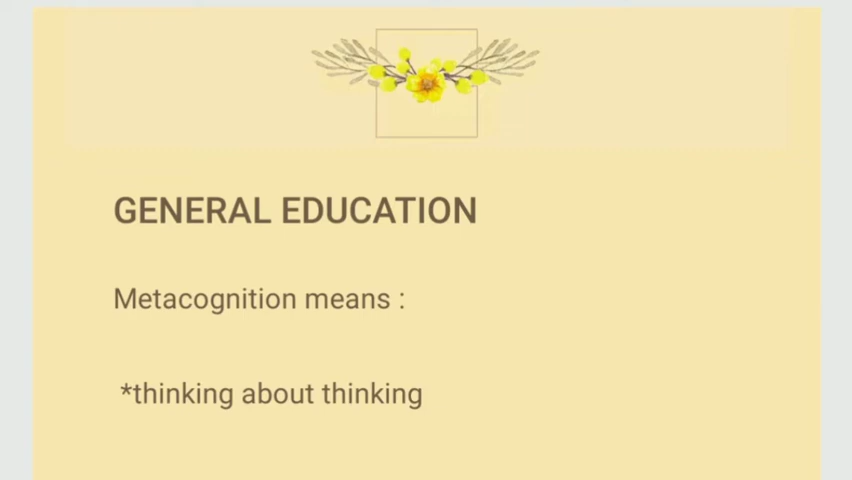 GENERAL EDUCATION
Metacognition means :
*thinking about thinking